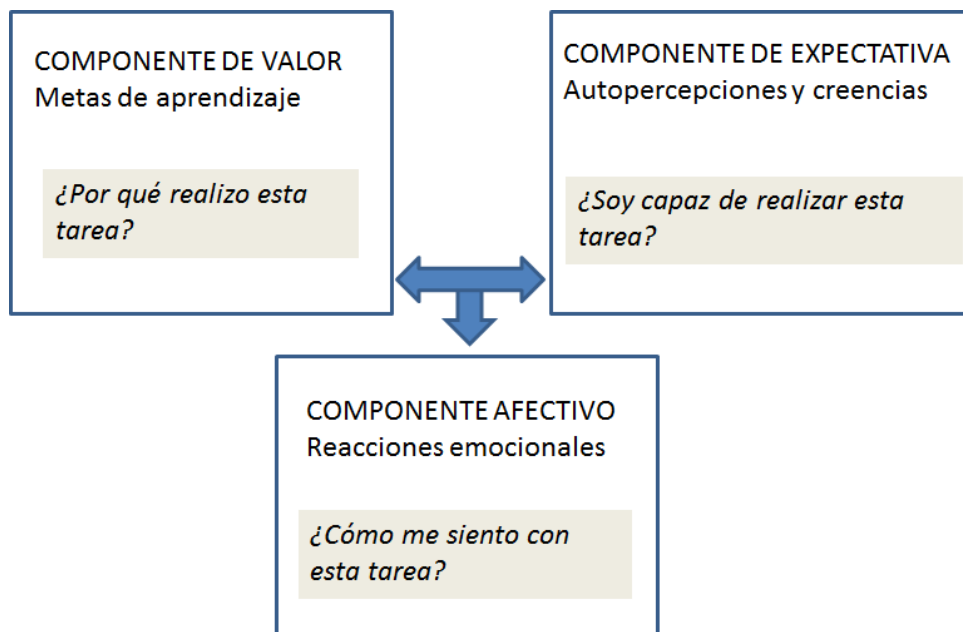 COMPONENTE DE VALOR
Metas de aprendizaje
¿Por qué realizo esta
tarea?
COMPONENTE DE EXPECTATIVA
Autopercepciones y creencias
¿Soy capaz de realizar esta
tarea?
COMPONENTE AFECTIVO
Reacciones emocionales
¿Cómo me siento con
esta tarea?